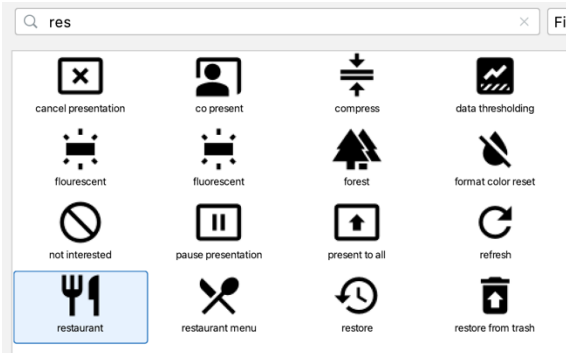 res
Fi
cancel presentation
co present
compress
data thresholding
flourescent
fluorescent
forest
format color reset
not interested
pause presentation
present to all
refresh
restaurant
restaurant menu
restore
restore from trash